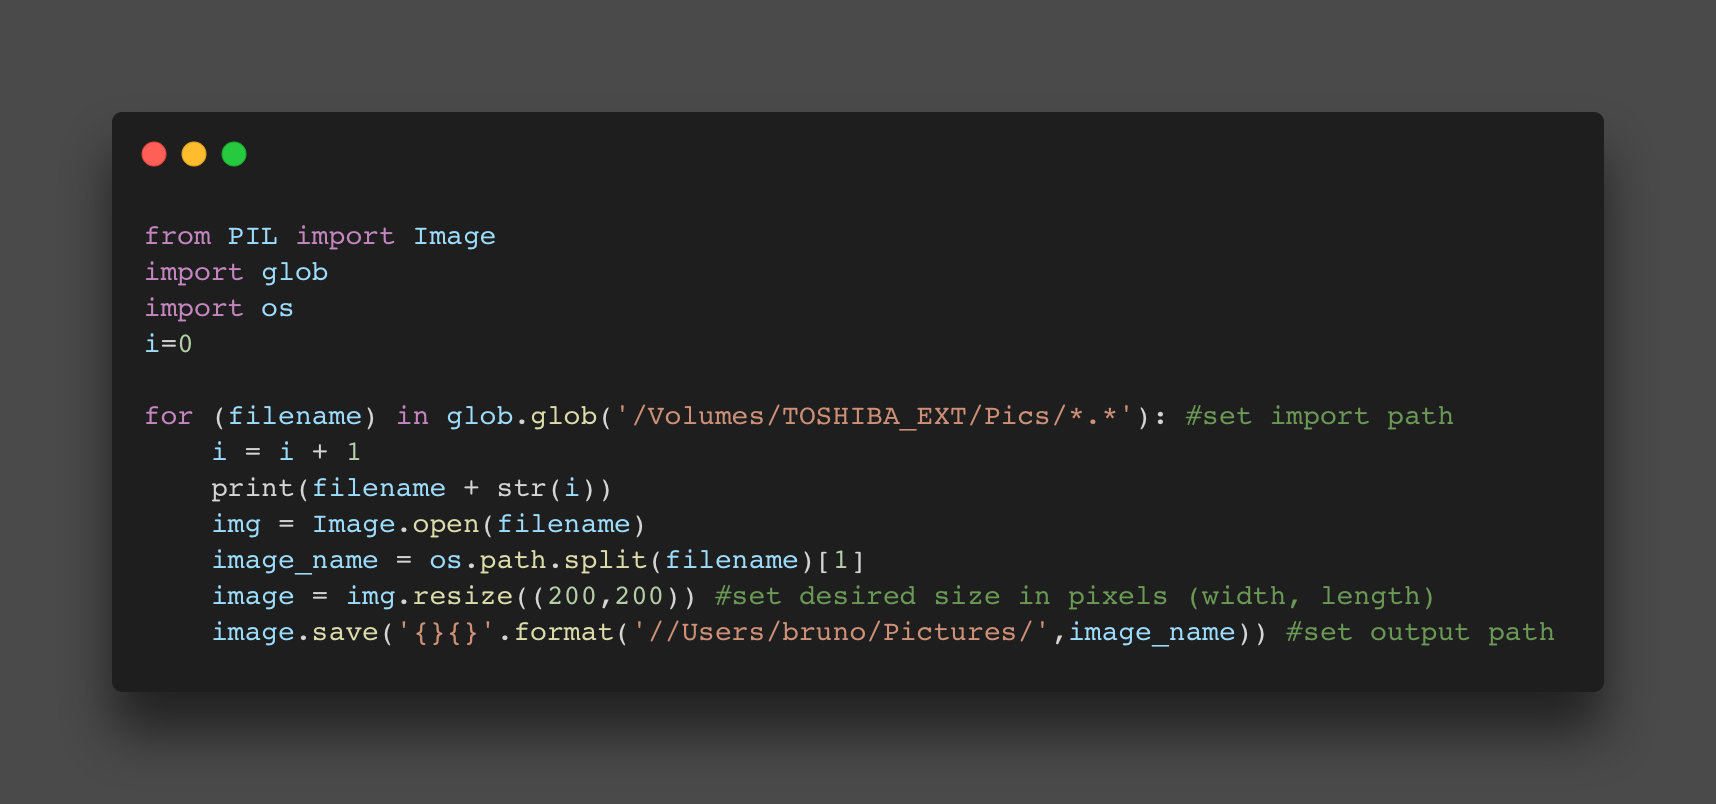 from PIL import Image
import glob
import os
i=0

for (filename) in glob.glob('/Volumes/TOSHIBA_EXT/Pics/*.*'): #set import path
    i = i + 1
    print(filename + str(i))
    img = Image.open(filename)
    image_name = os.path.split(filename)[1]
    image = img.resize((200,200)) #set desired size in pixels (width, length)
    image.save('{}{}'.format('//Users/bruno/Pictures/',image_name)) #set output path